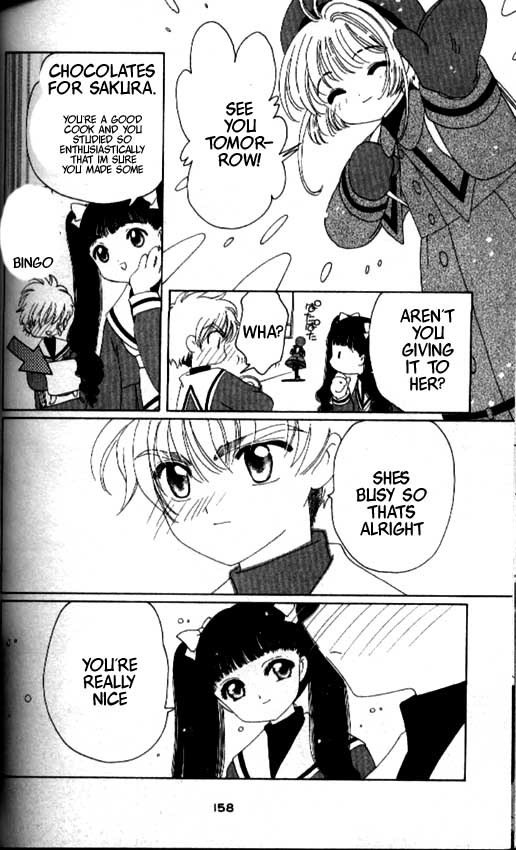 SEE
YOU
TOMOR-
ROW!
AREN'T
YOU
GIVING
IT TO
HER?
WHA?
CHOCOLATES
FOR SAKURA.
YOU'RE A GOOD
COOK AND YOU
STUDIED SO
ENTHUSIASTICALLY
THAT IM SURE
YOU MADE SOME
BINGO
SHES
BUSY SO
THATS
ALRIGHT
YOU'RE
REALLY
NICE
158